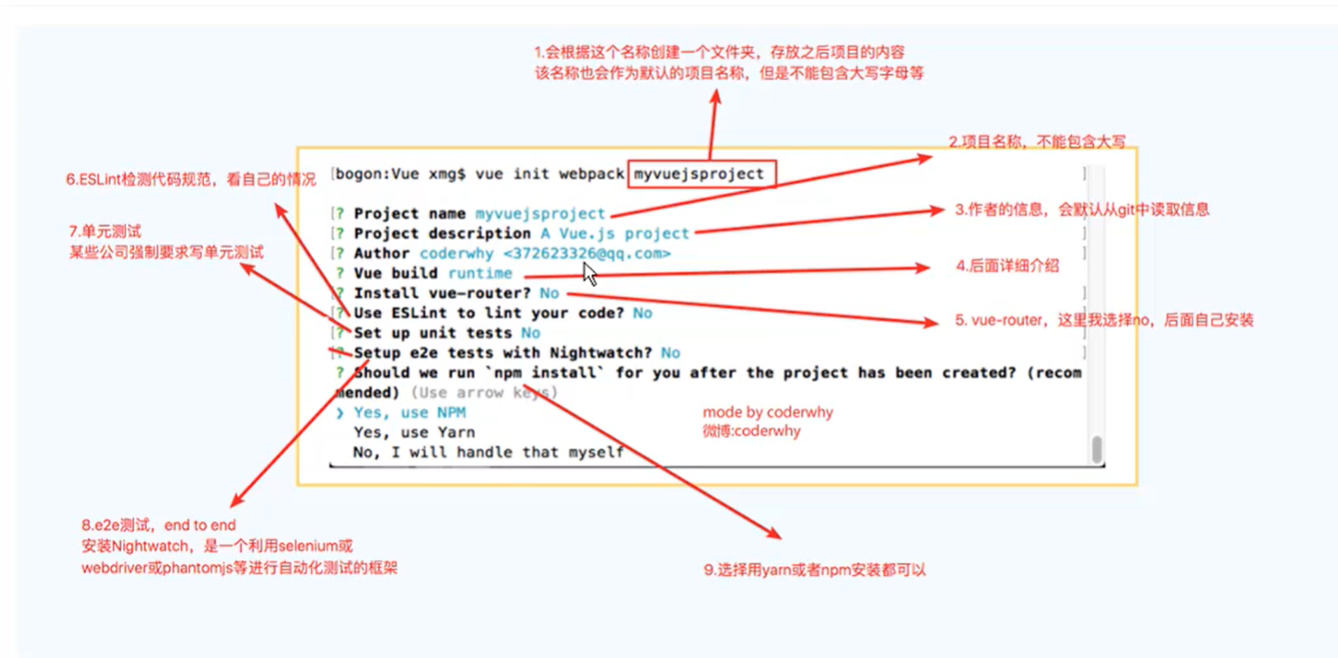 1.会根据这个名称创建一个文件夹，存放之后项目的内容
该名称也会作为默认的项目名称，但是不能包含大写字母等
2.项目名称，不能包含大写
6.ESLint检测代码规范，看自己的情况
[bogon:Vue xmg$ vue init webpack myvuejsproject ]
3.作者的信息，会默认从git中读取信息
7.单元测试
某些公司强制要求写单元测试
[? Project name myvuejsproject ]
[? Project description A Vue.js project ]
[? Author coderwhy <372623326@qq.com> ]
4.后面详细介绍
? Vue build runtime
[? Install vue-router? No ]
5. vue-router，这里我选择no，后面自己安装
[? Use ESLint to lint your code? No ]
[? Set up unit tests No ]
[? Setup e2e tests with Nightwatch? No ]
? Should we run `npm install` for you after the project has been created? (recom
mended) (Use arrow keys)
❯ Yes, use NPM
Yes, use Yarn
No, I will handle that myself
mode by coderwhy
微博:coderwhy
8.e2e测试，end to end
安装Nightwatch，是一个利用selenium或
webdriver或phantomjs等进行自动化测试的框架
9.选择用yarn或者npm安装都可以